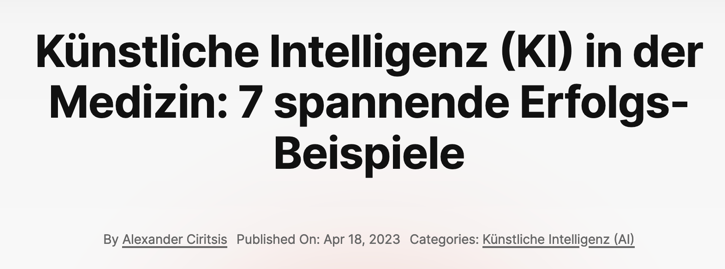 Künstliche Intelligenz (KI) in der
Medizin: 7 spannende Erfolgs-
Beispiele
By Alexander Ciritsis Published On: Apr 18, 2023 Categories: Künstliche Intelligenz (AI)